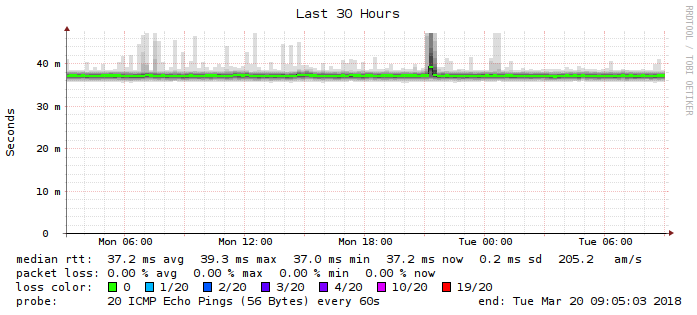 Last 30 Hours
RRDTOOL / TOBI OETIKER
Seconds
40 m
30 m
20 m
10 m
0
Mon 06:00 Mon 12:00 Mon 18:00 Tue 00:00 Tue 06:00
median rtt: 37.2 ms avg 39.3 ms max 37.0 ms min 37.2 ms now 0.2 ms sd 205.2 am/s
packet loss: 0.00 % avg 0.00 % max 0.00 % min 0.00 % now
loss color: 0 1/20 2/20 3/20 4/20 10/20 19/20
probe: 20 ICMP Echo Pings (56 Bytes) every 60s end: Tue Mar 20 09:05:03 2018